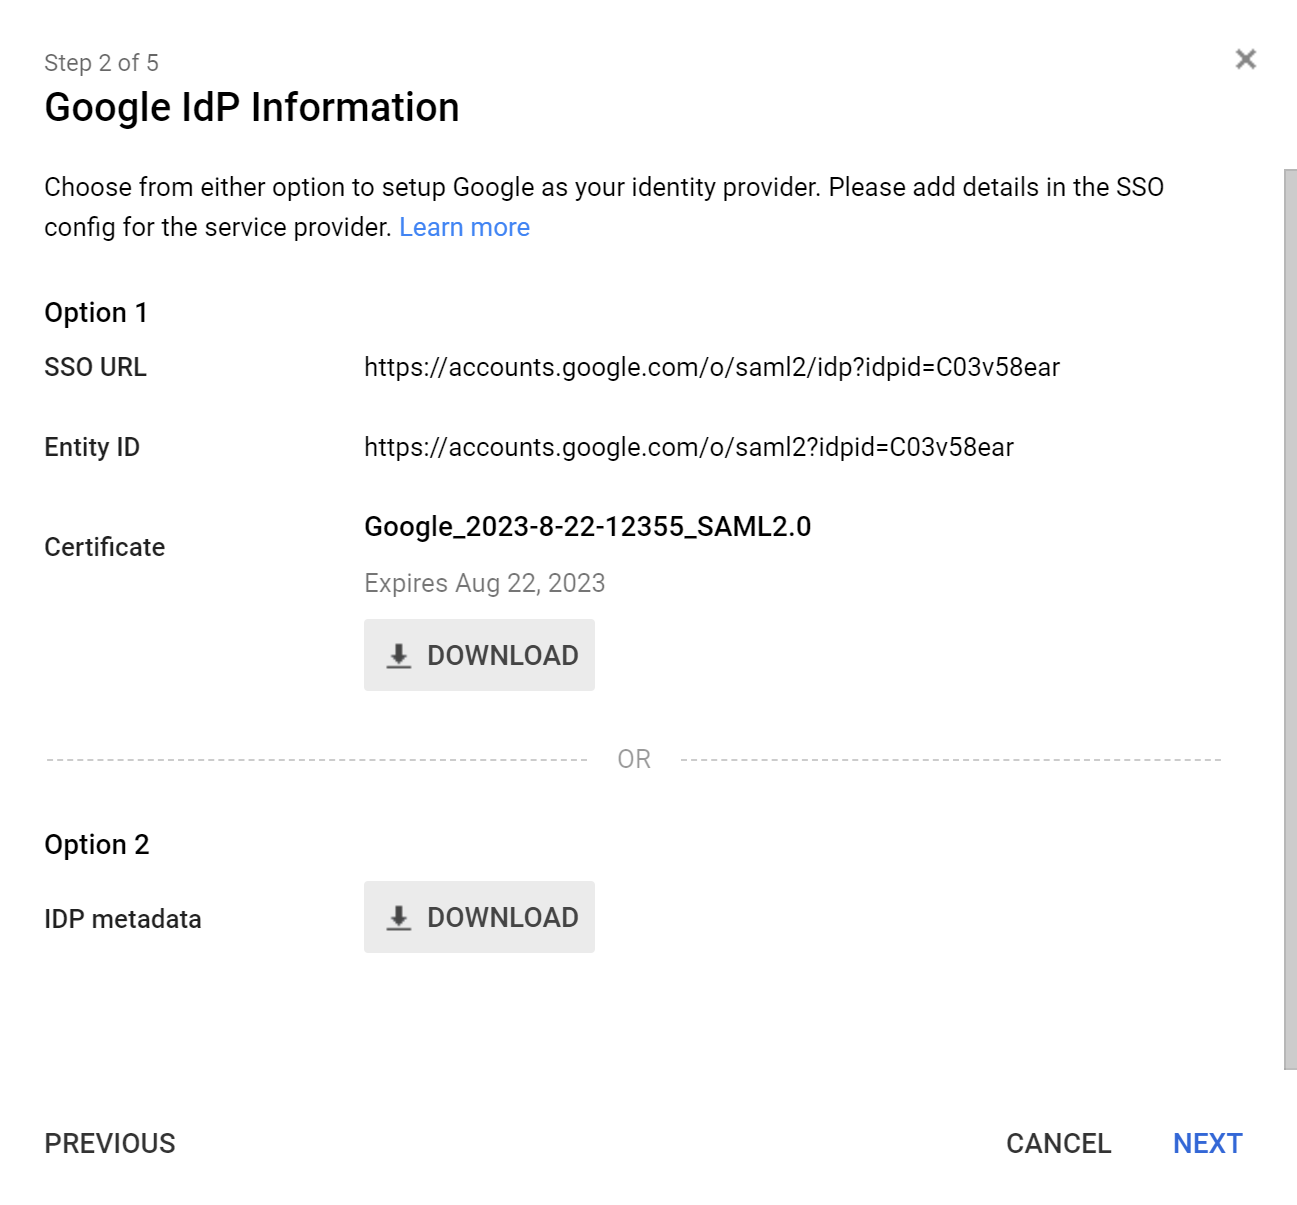 Step 2 of 5
Google IdP Information
Choose from either option to setup Google as your identity provider. Please add details in the SSO
config for the service provider. Learn more
Option 1
SSO URL https://accounts.google.com/o/saml2/idp?idpid=C03v58ear
Entity ID https://accounts.google.com/o/saml2?idpid=C03v58ear
Certificate Google_2023-8-22-12355_SAML2.0
Expires Aug 22, 2023
DOWNLOAD
OR
Option 2
IDP metadata DOWNLOAD
PREVIOUS CANCEL NEXT